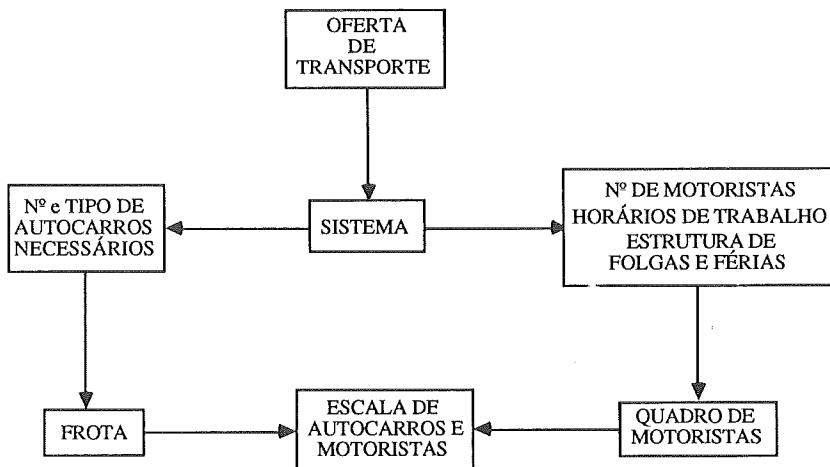 OFERTA
DE
TRANSPORTE
Nº e TIPO DE
AUTOCARROS
NECESSÁRIOS
SISTEMA
Nº DE MOTORISTAS
HORÁRIOS DE TRABALHO
ESTRUTURA DE
FOLGAS E FÉRIAS
FROTA
ESCALA DE
AUTOCARROS E
MOTORISTAS
QUADRO DE
MOTORISTAS